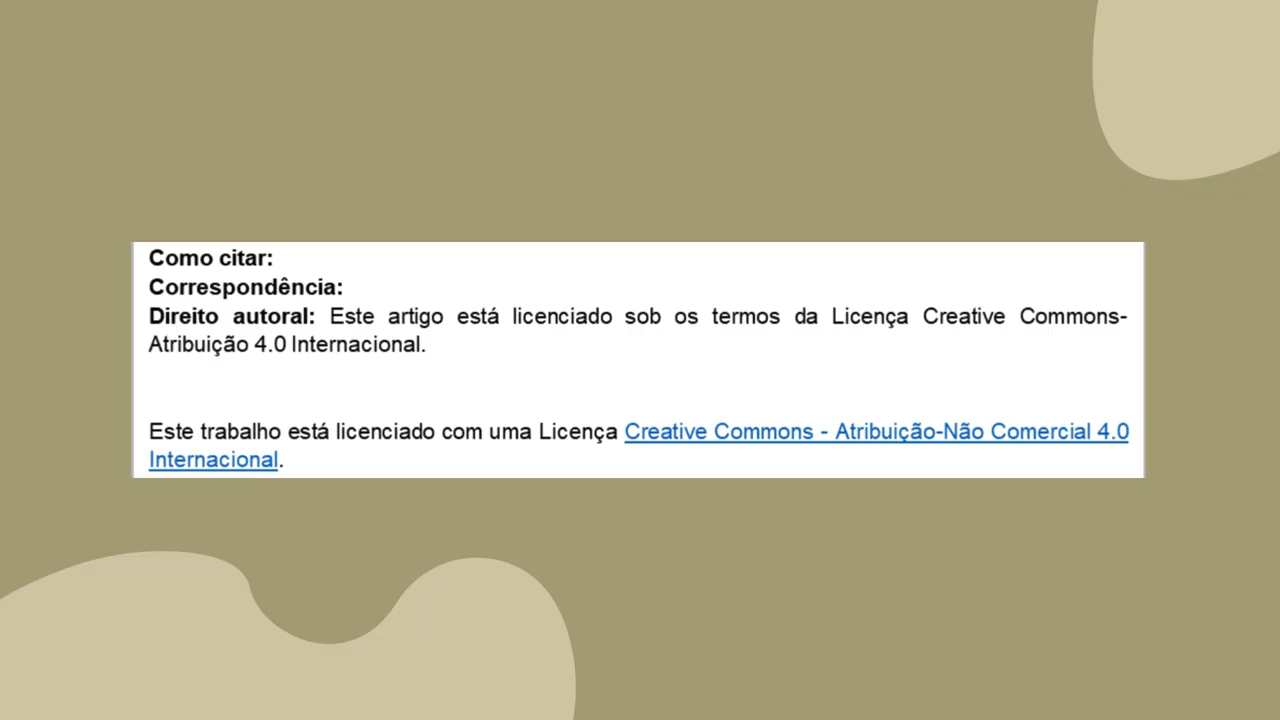 Como citar:
Correspondência:
Direito autoral: Este artigo está licenciado sob os termos da Licença Creative Commons-
Atribuição 4.0 Internacional.
Este trabalho está licenciado com uma Licença Creative Commons - Atribuição-Não Comercial 4.0
Internacional.